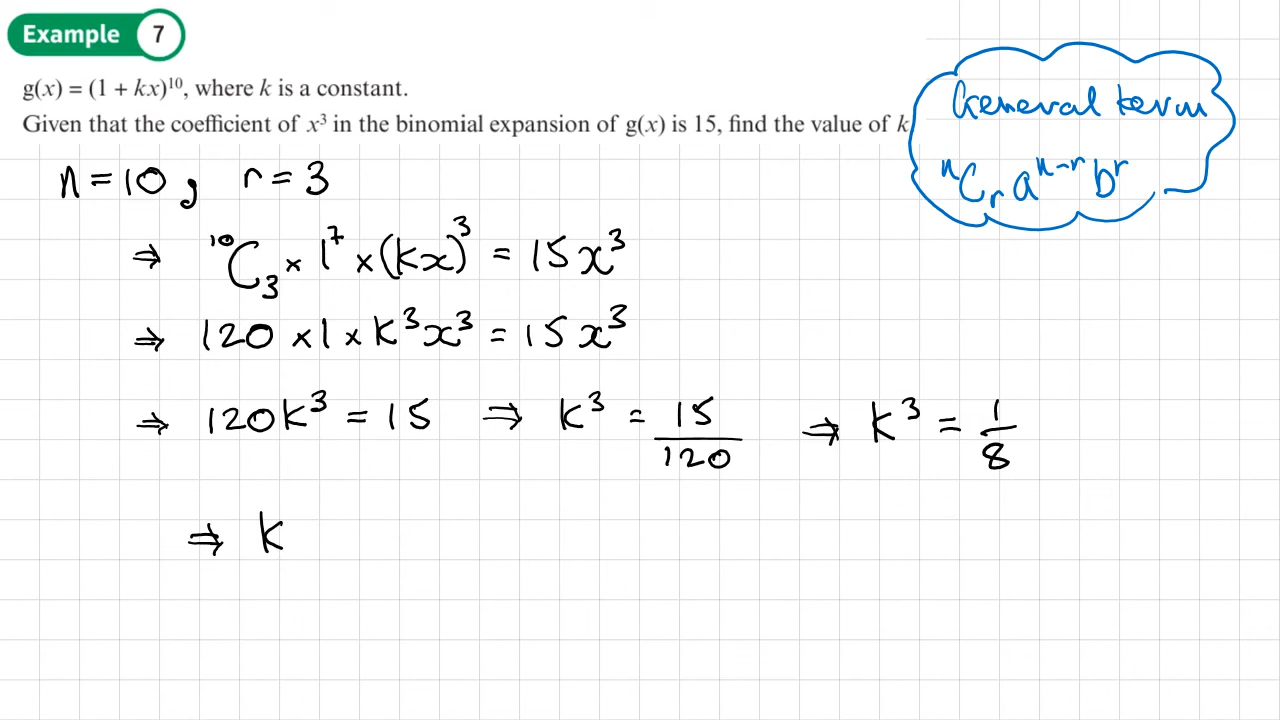 Example 7
g(x) = (1 + kx)¹⁰, where k is a constant.
Given that the coefficient of x³ in the binomial expansion of g(x) is 15, find the value of k
General term
ⁿCᵣ aⁿ⁻ʳ bʳ
n = 10, r = 3
⇒ ¹⁰C₃ × 1⁷ × (kx)³ = 15x³
⇒ 120 × 1 × k³x³ = 15x³
⇒ 120k³ = 15 ⇒ k³ = 15/120 ⇒ k³ = 1/8
⇒ k